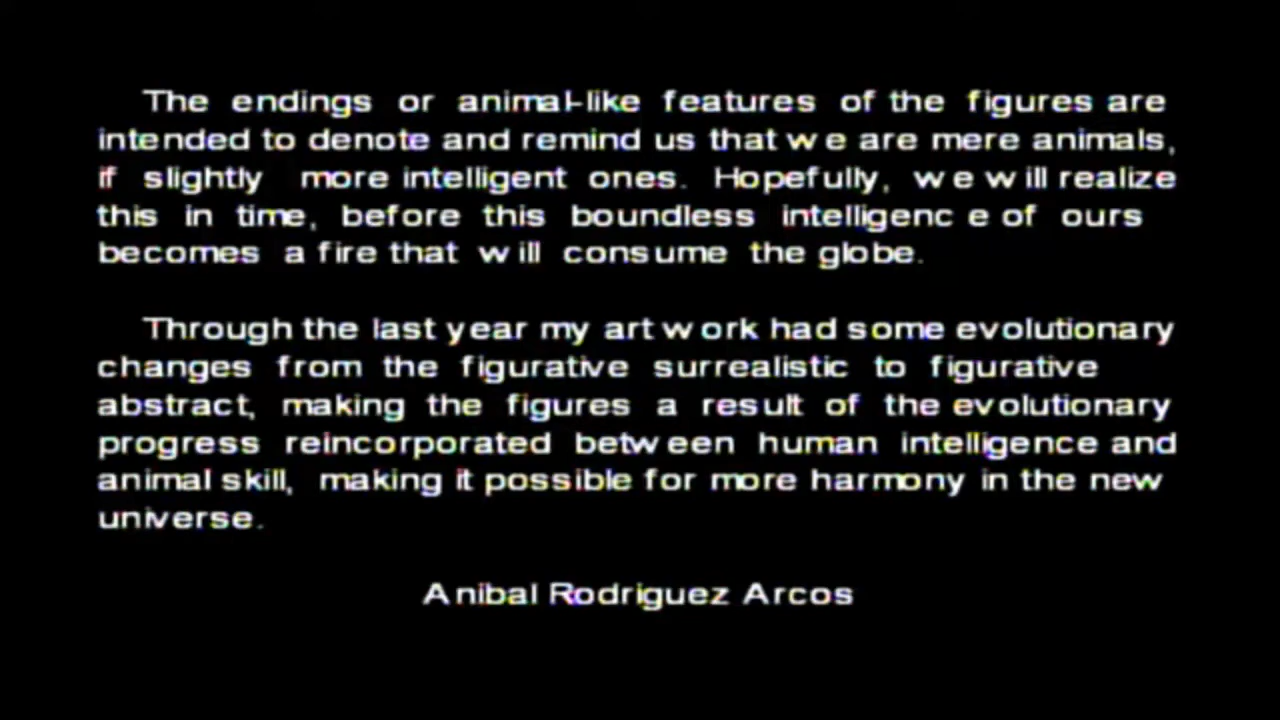 The endings or animal-like features of the figures are
intended to denote and remind us that we are mere animals,
if slightly more intelligent ones. Hopefully, we will realize
this in time, before this boundless intelligence of ours
becomes a fire that will consume the globe.
Through the last year my art work had some evolutionary
changes from the figurative surrealistic to figurative
abstract, making the figures a result of the evolutionary
progress reincorporated between human intelligence and
animal skill, making it possible for more harmony in the new
universe.
Anibal Rodriguez Arcos